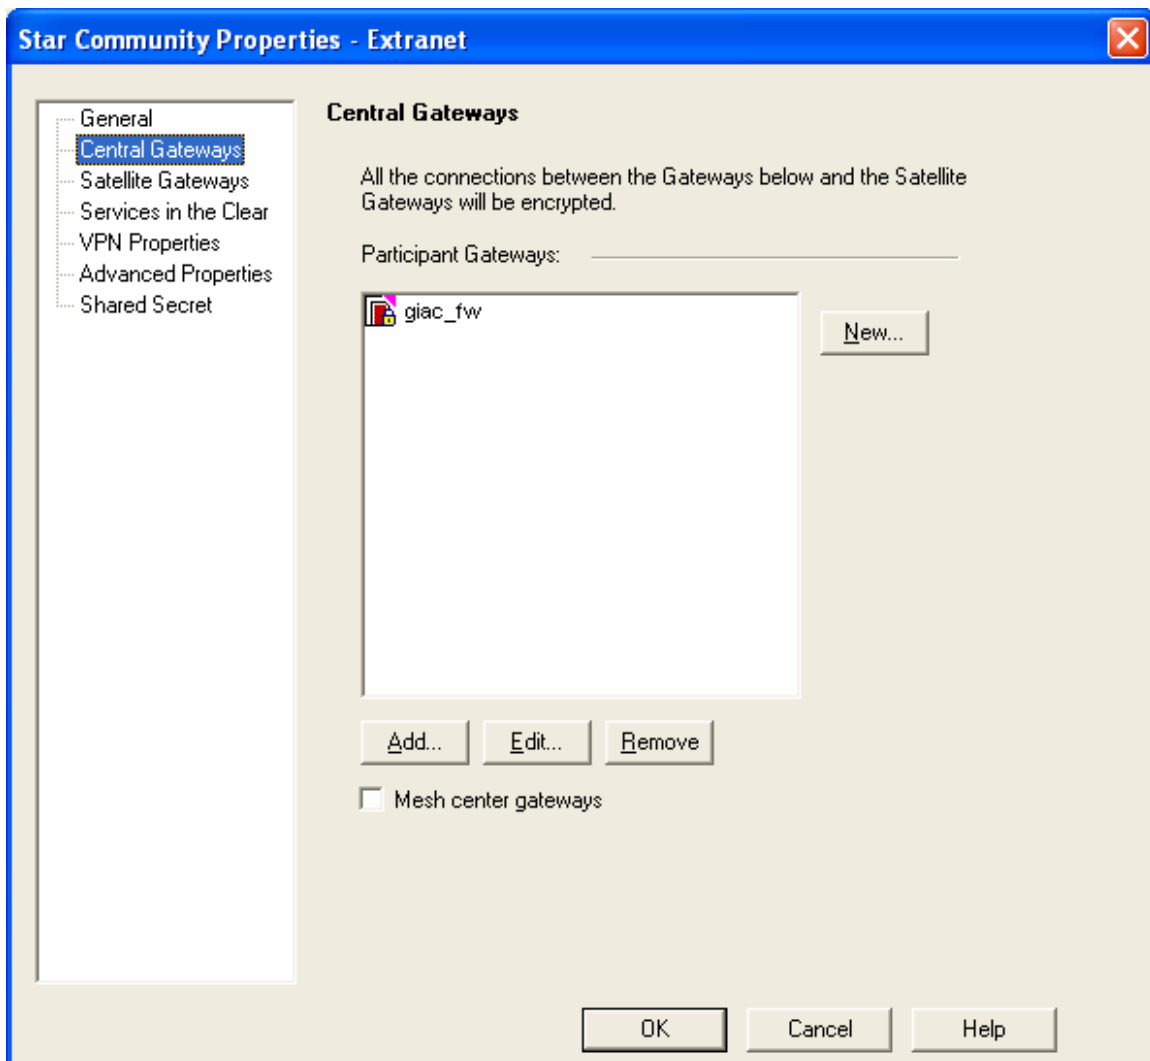 Star Community Properties - Extranet
General
Central Gateways
Satellite Gateways
Services in the Clear
VPN Properties
Advanced Properties
Shared Secret
Central Gateways
All the connections between the Gateways below and the Satellite
Gateways will be encrypted.
Participant Gateways:
giac_fw
New...
Add...
Edit...
Remove
Mesh center gateways
OK
Cancel
Help